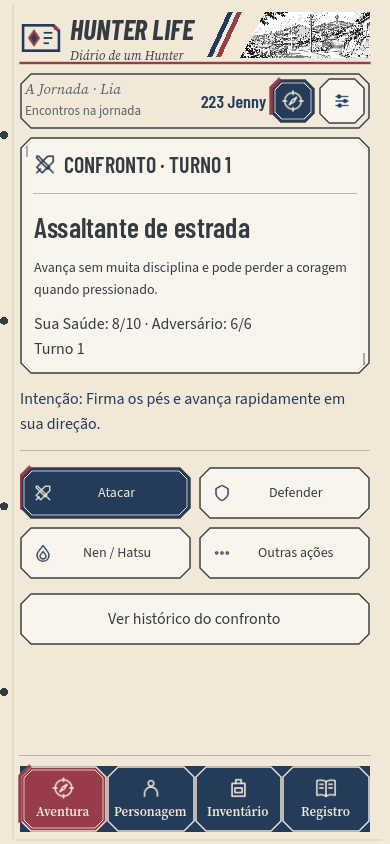 HUNTER LIFE
Diário de um Hunter
A Jornada · Lia
Encontros na jornada
223 Jenny
CONFRONTO · TURNO 1
Assaltante de estrada
Avança sem muita disciplina e pode perder a coragem
quando pressionado.
Sua Saúde: 8/10 · Adversário: 6/6
Turno 1
Intenção: Firma os pés e avança rapidamente em
sua direção.
Atacar
Defender
Nen / Hatsu
Outras ações
Ver histórico do confronto
Aventura
Personagem
Inventário
Registro